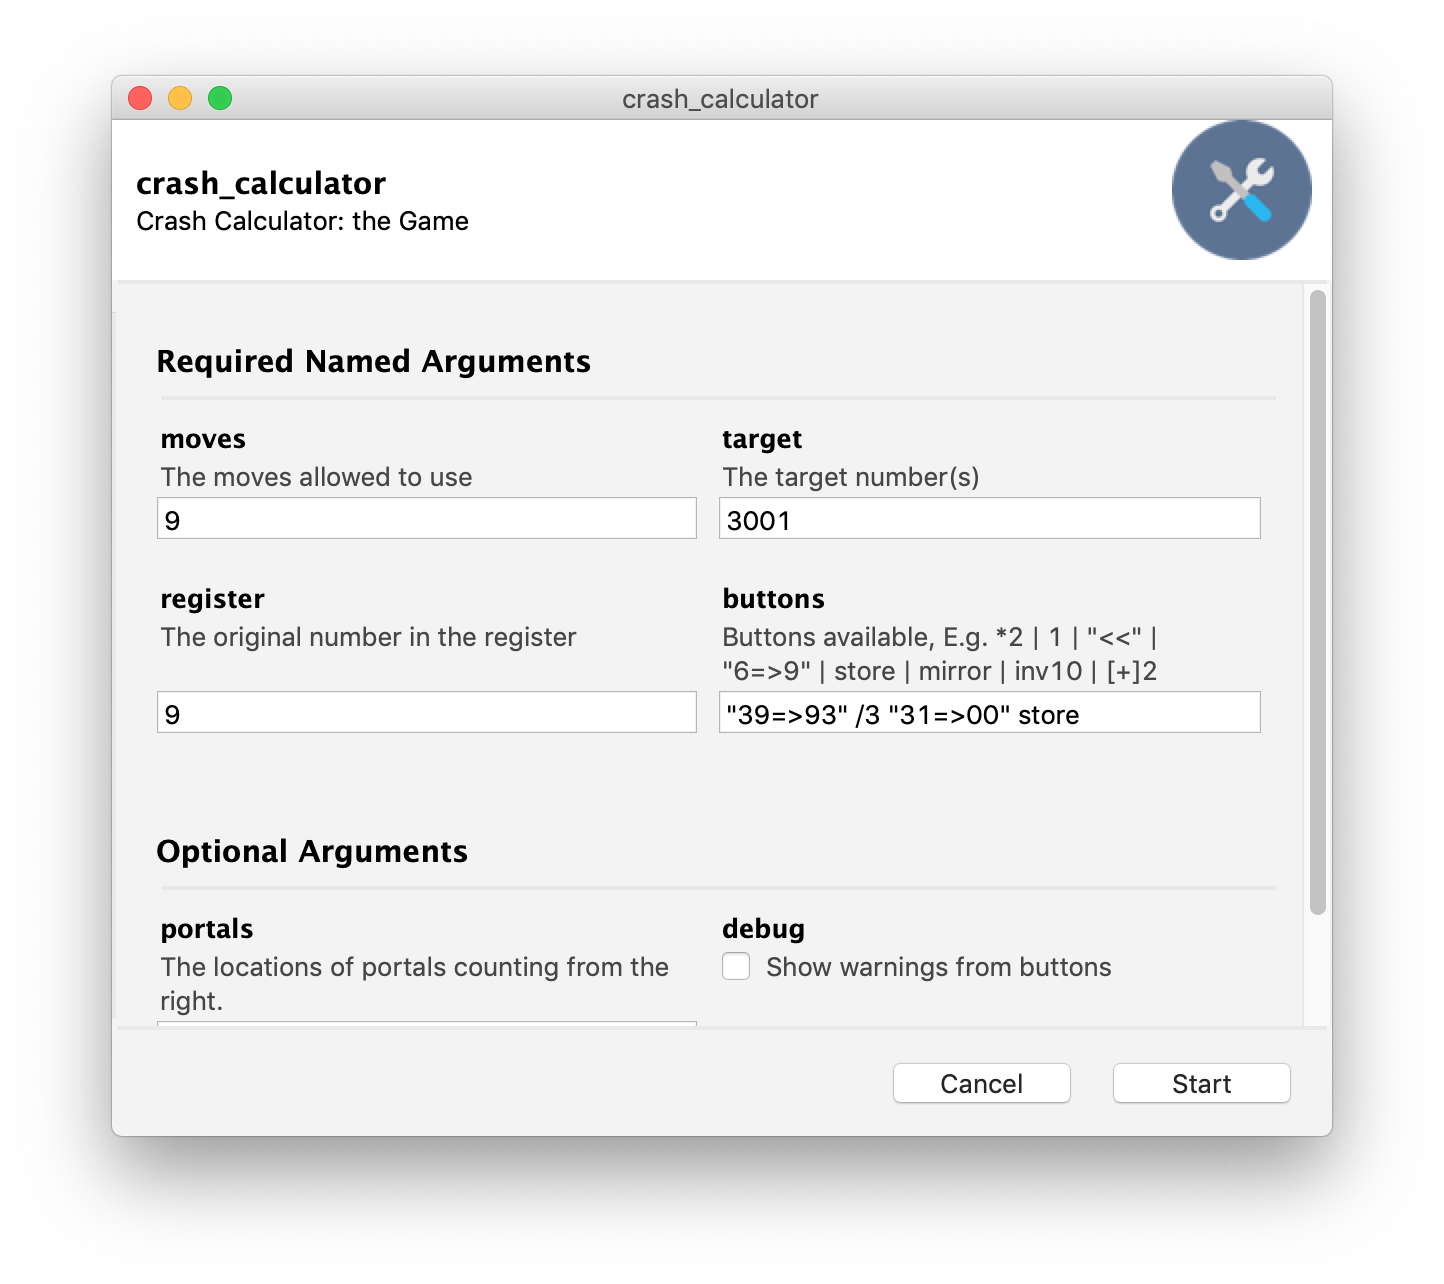 crash_calculator
crash_calculator
Crash Calculator: the Game
Required Named Arguments
moves
The moves allowed to use
9
target
The target number(s)
3001
register
The original number in the register
9
buttons
Buttons available, E.g. *2 | 1 | "<<" |
"6=>9" | store | mirror | inv10 | [+]2
"39=>93" /3 "31=>00" store
Optional Arguments
portals
The locations of portals counting from the
right.
debug
Show warnings from buttons
Cancel
Start